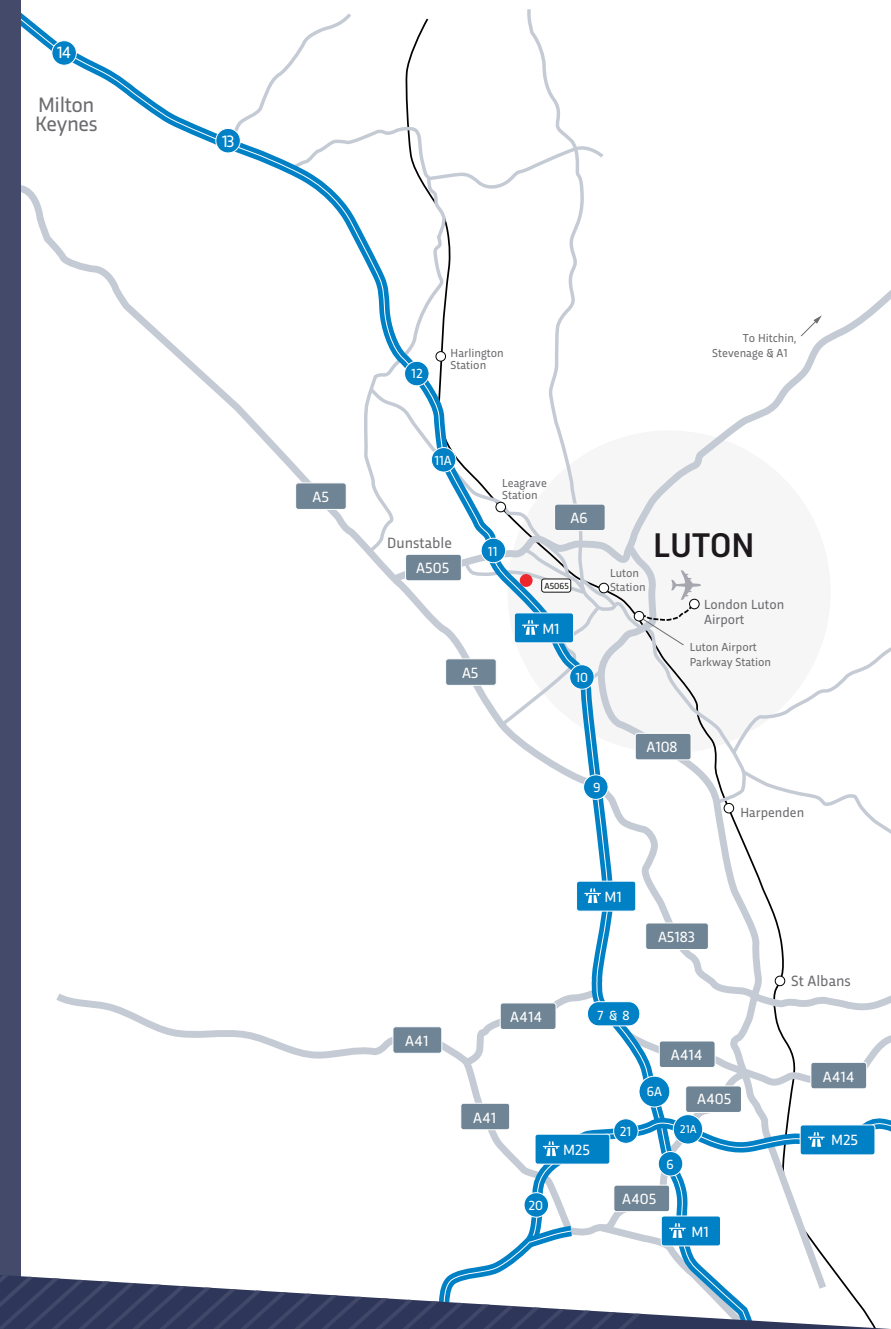 14
Milton
Keynes
13
To Hitchin,
Stevenage & A1
Harlington
Station
12
11A
Leagrave
Station
A5
A6
Dunstable
11
LUTON
A505
A5065
Luton
Station
London Luton
Airport
M1
Luton Airport
Parkway Station
A5
10
A108
9
Harpenden
M1
A5183
St Albans
7 & 8
A414
A41
A414
A414
6A
A405
A41
21
21A
M25
M25
6
A405
20
M1